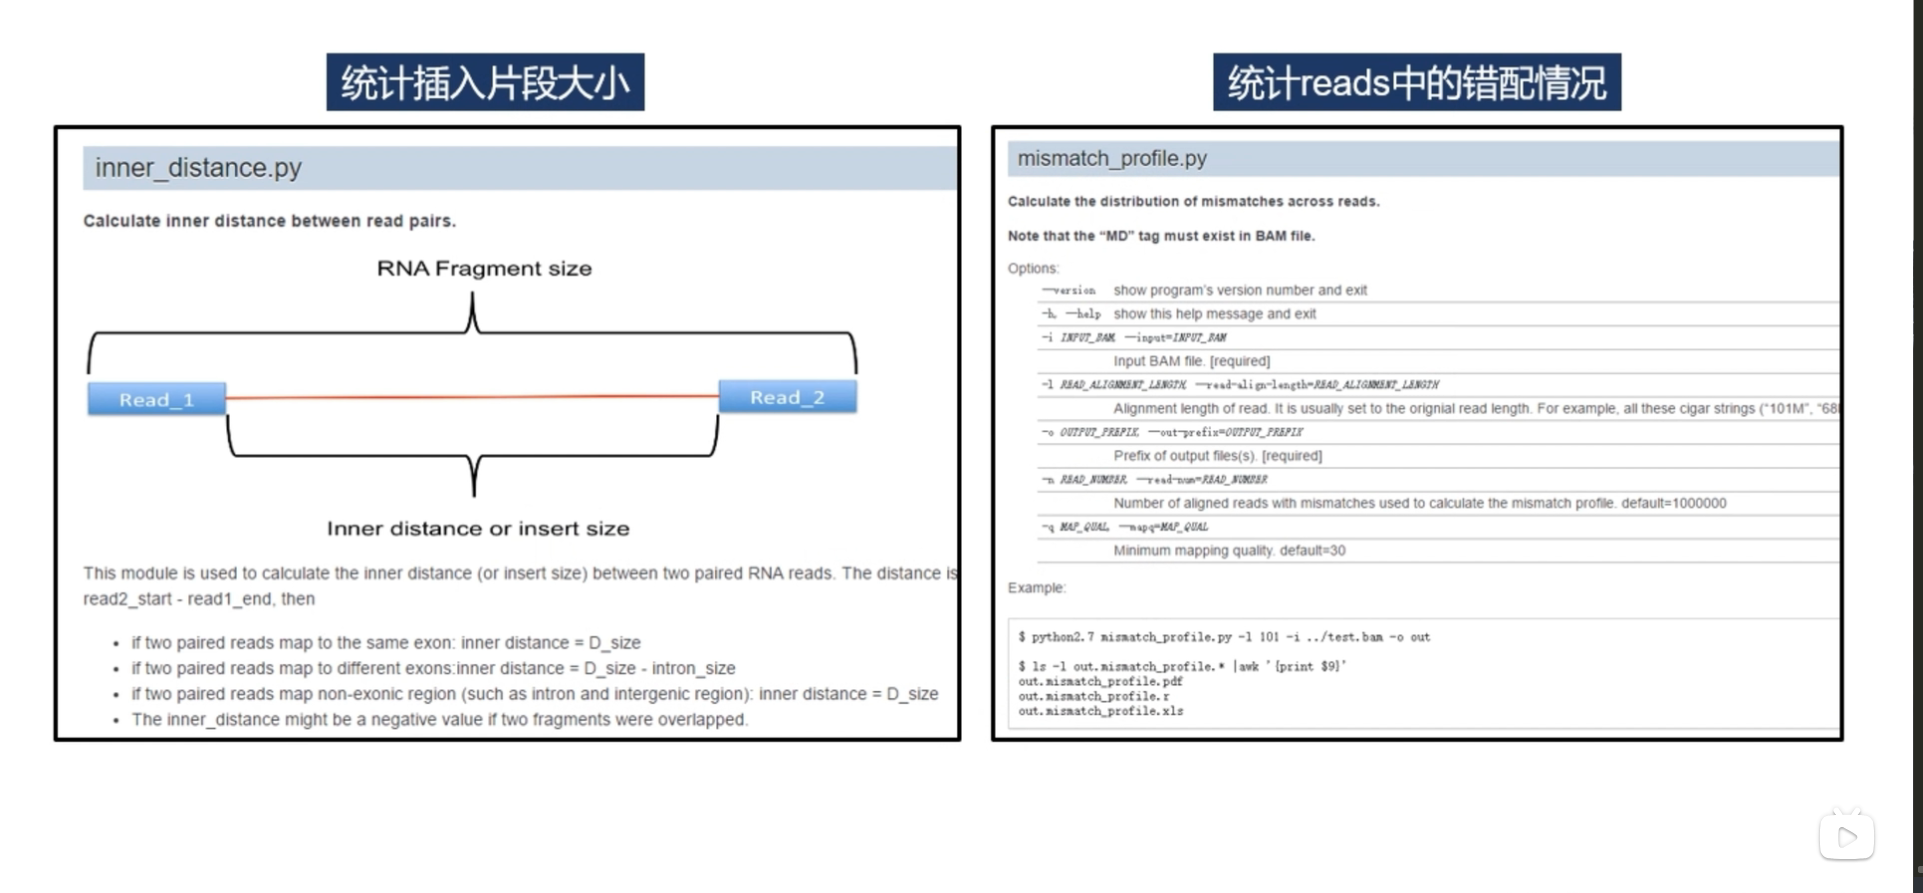 统计插入片段大小
inner_distance.py
Calculate inner distance between read pairs.
RNA Fragment size
Read_1
Read_2
Inner distance or insert size
This module is used to calculate the inner distance (or insert size) between two paired RNA reads. The distance is
read2_start - read1_end, then
• if two paired reads map to the same exon: inner distance = D_size
• if two paired reads map to different exons:inner distance = D_size - intron_size
• if two paired reads map non-exonic region (such as intron and intergenic region): inner distance = D_size
• The inner_distance might be a negative value if two fragments were overlapped.
统计reads中的错配情况
mismatch_profile.py
Calculate the distribution of mismatches across reads.
Note that the “MD” tag must exist in BAM file.
Options:
--version show program's version number and exit
-h, --help show this help message and exit
-i INPUT_BAM, --input=INPUT_BAM
Input BAM file. [required]
-l READ_ALIGNMENT_LENGTH, --read-align-length=READ_ALIGNMENT_LENGTH
Alignment length of read. It is usually set to the orignial read length. For example, all these cigar strings (“101M”, “68
-o OUTPUT_PREFIX, --out-prefix=OUTPUT_PREFIX
Prefix of output files(s). [required]
-n READ_NUMBER, --read-num=READ_NUMBER
Number of aligned reads with mismatches used to calculate the mismatch profile. default=1000000
-q MAP_QUAL, --mapq=MAP_QUAL
Minimum mapping quality. default=30
Example:
$ python2.7 mismatch_profile.py -l 101 -i ../test.bam -o out
$ ls -l out.mismatch_profile.* |awk '{print $9}'
out.mismatch_profile.pdf
out.mismatch_profile.r
out.mismatch_profile.xls